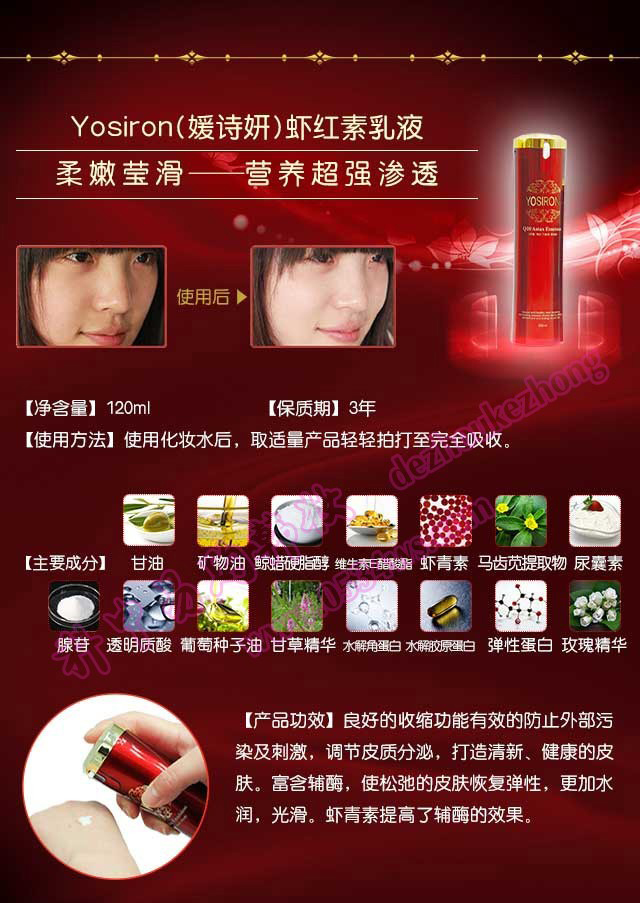 Yosiron(媛诗妍)虾红素乳液
柔嫩莹滑——营养超强渗透
YOSIRON
使用后
【净含量】120ml 【保质期】3年
【使用方法】使用化妆水后，取适量产品轻轻拍打至完全吸收。
dezhoukezhong
【主要成分】 甘油 矿物油 鲸蜡硬脂醇 维生素E醋酸酯 虾青素 马齿苋提取物 尿囊素
腺苷 透明质酸 葡萄种子油 甘草精华 水解角蛋白 水解胶原蛋白 弹性蛋白 玫瑰精华
【产品功效】良好的收缩功能有效的防止外部污
染及刺激，调节皮质分泌，打造清新、健康的皮
肤。富含辅酶，使松弛的皮肤恢复弹性，更加水
润，光滑。虾青素提高了辅酶的效果。